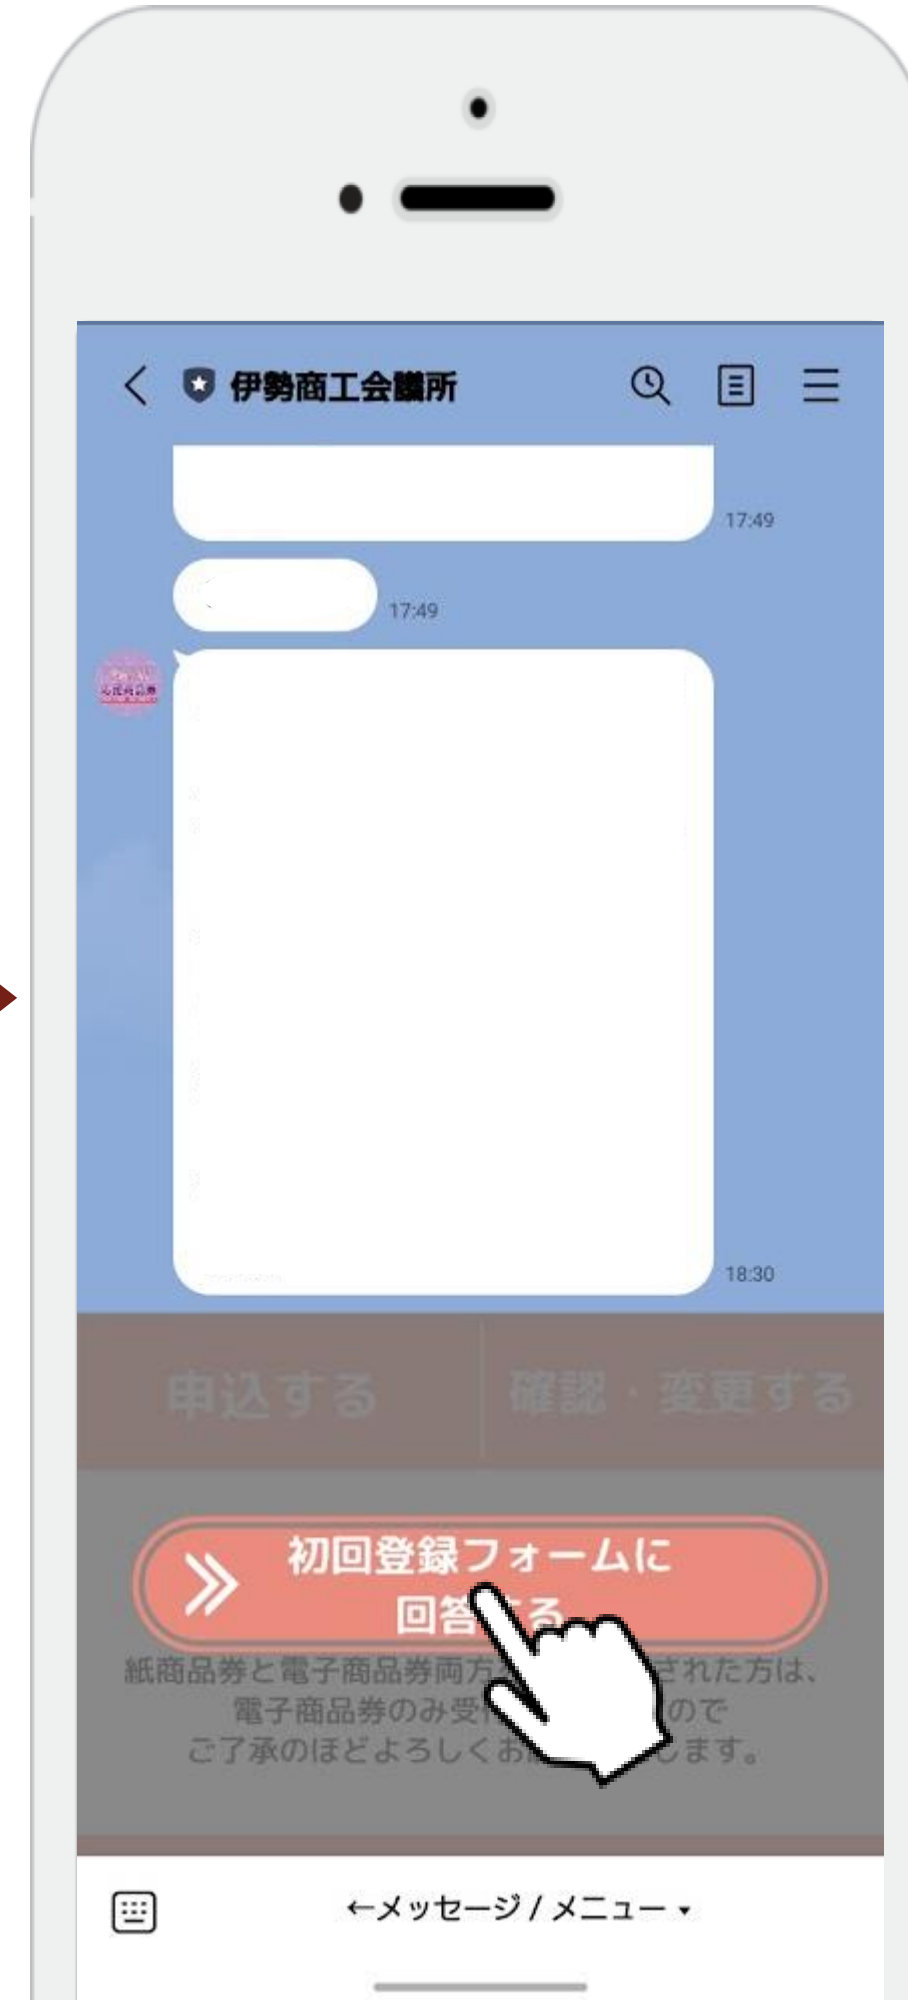 伊勢商工会議所
17:49
17:49
18:30
申込する
確認・変更する
初回登録フォームに
回答 る
紙商品券と電子商品券両方 された方は、
電子商品券のみ受 ので
ご了承のほどよろしくお します。
←メッセージ / メニュー ▾